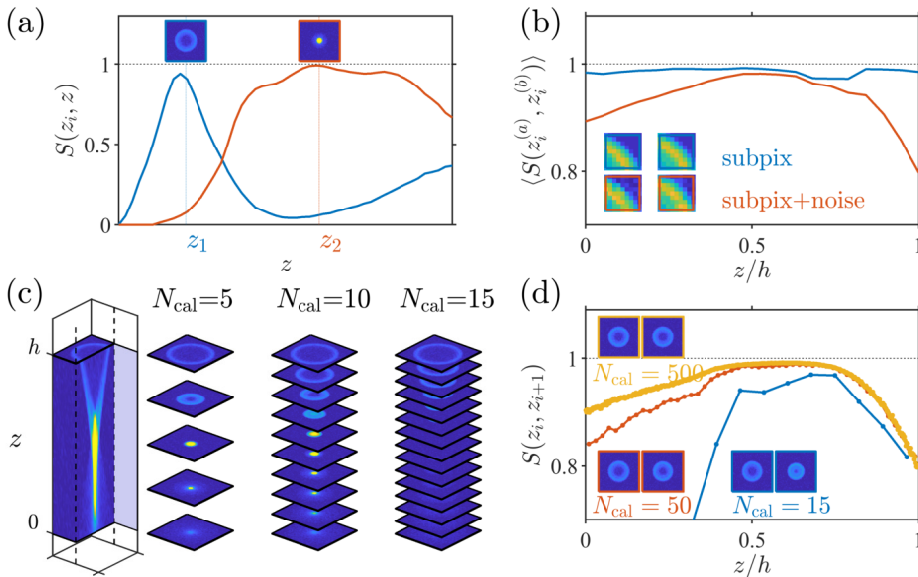 (a)
S(z_i, z)
1
0.5
0
z_1
z_2
z
(b)
⟨S(z_i^(a), z_i^(b))⟩
1
0.8
subpix
subpix+noise
0
0.5
1
z/h
(c)
N_cal=5
N_cal=10
N_cal=15
h
z
0
(d)
S(z_i, z_{i+1})
1
0.8
N_cal = 500
N_cal = 50
N_cal = 15
0
0.5
1
z/h